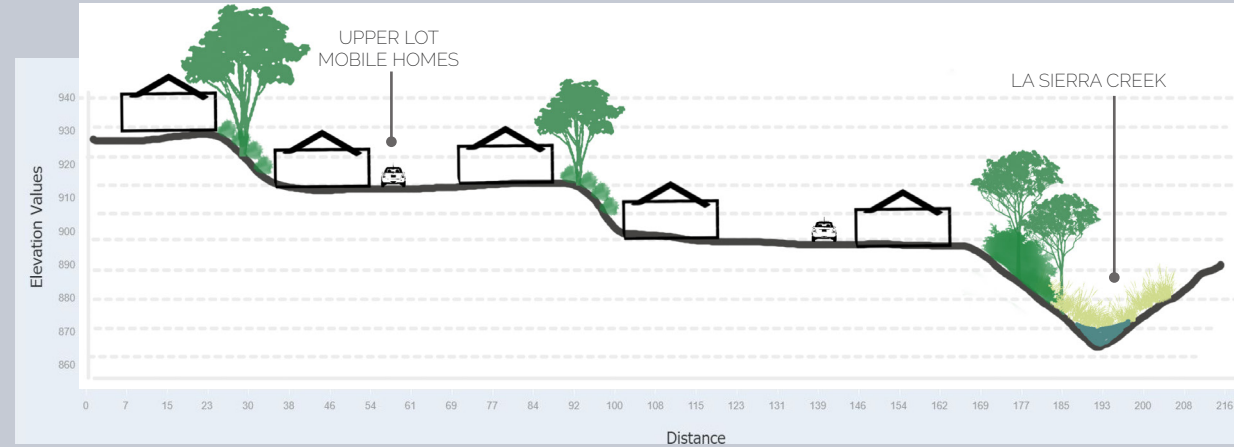 UPPER LOT
MOBILE HOMES
LA SIERRA CREEK
Elevation Values
940
930
920
910
900
890
880
870
860
0 7 15 23 30 38 46 54 61 69 77 84 92 100 108 115 123 131 139 146 154 162 169 177 185 193 200 208 216
Distance